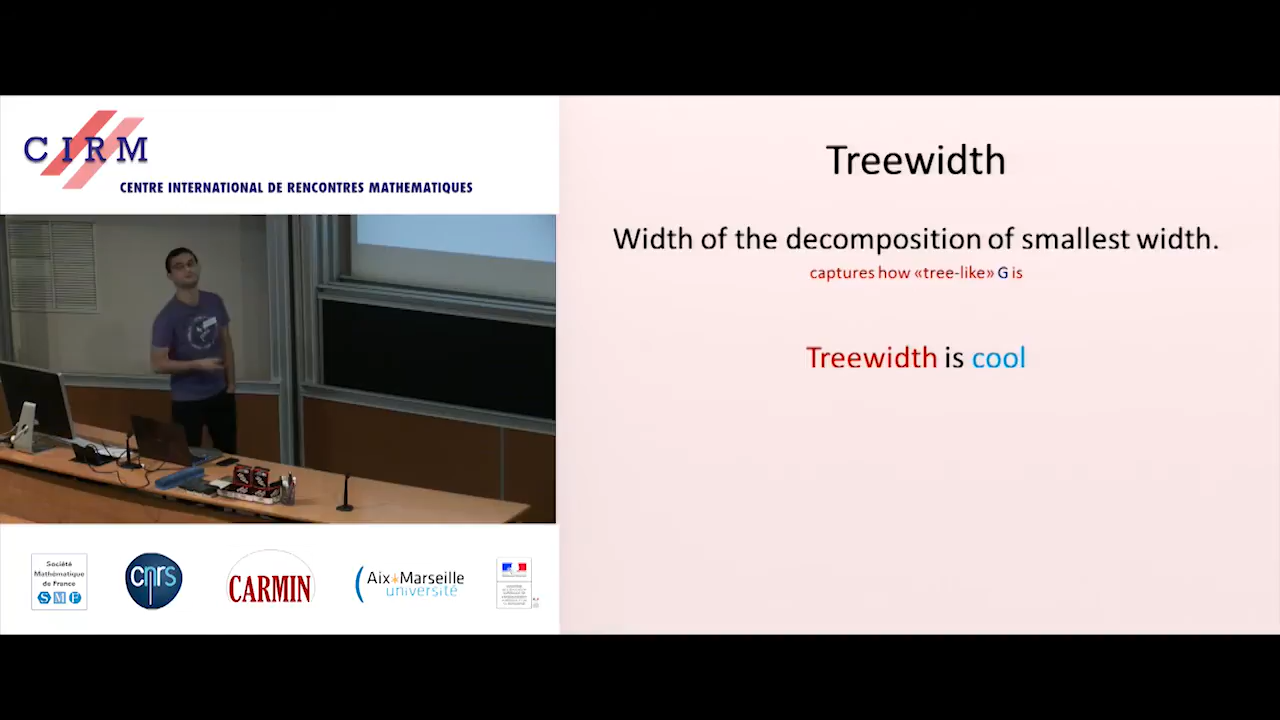 CIRM
CENTRE INTERNATIONAL DE RENCONTRES MATHEMATIQUES
Treewidth
Width of the decomposition of smallest width.
captures how «tree-like» G is
Treewidth is cool
Société
Mathématique
de France
SMF
cnrs
CARMIN
Aix*Marseille
université